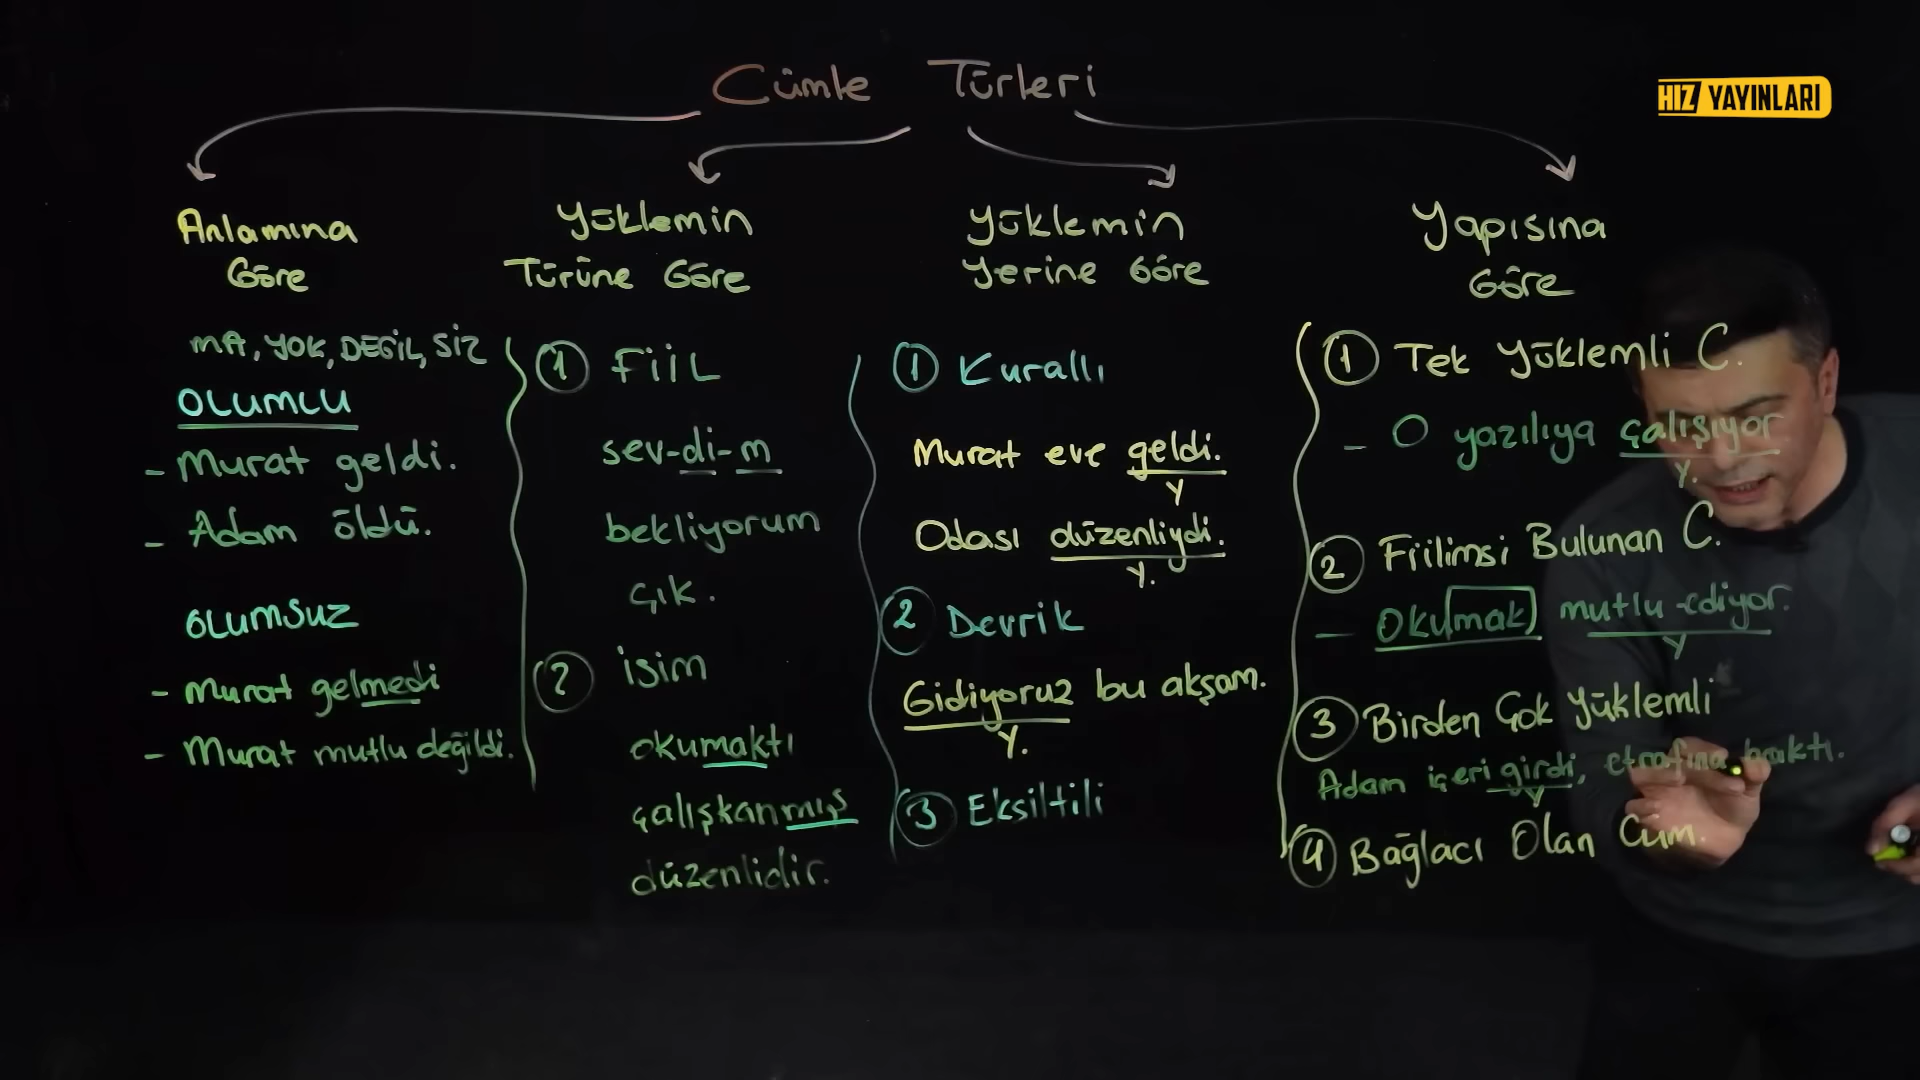 Cümle Türleri
HIZ YAYINLARI
Anlamına
Göre
MA, YOK, DEĞİL, SİZ
OLUMLU
- Murat geldi.
- Adam öldü.
OLUMSUZ
- Murat gelmedi
- Murat mutlu değildi.
Yüklemin
Türüne Göre
1 FİİL
sev-di-m
bekliyorum
çık.
2 isim
okumaktı
çalışkanmış
düzenlidir.
Yüklemin
Yerine Göre
1 Kurallı
Murat eve geldi.
Y
Odası düzenliydi.
Y.
2 Devrik
Gidiyoruz bu akşam.
Y.
3 Eksiltili
Yapısına
Göre
1 Tek Yüklemli C.
- O yazılıya çalışıyor
Y.
2 Fiilimsi Bulunan C.
- Okumak mutlu ediyor.
Y
3 Birden Çok Yüklemli
Adam içeri girdi, etrafına baktı.
Y
4 Bağlacı Olan Cüm.